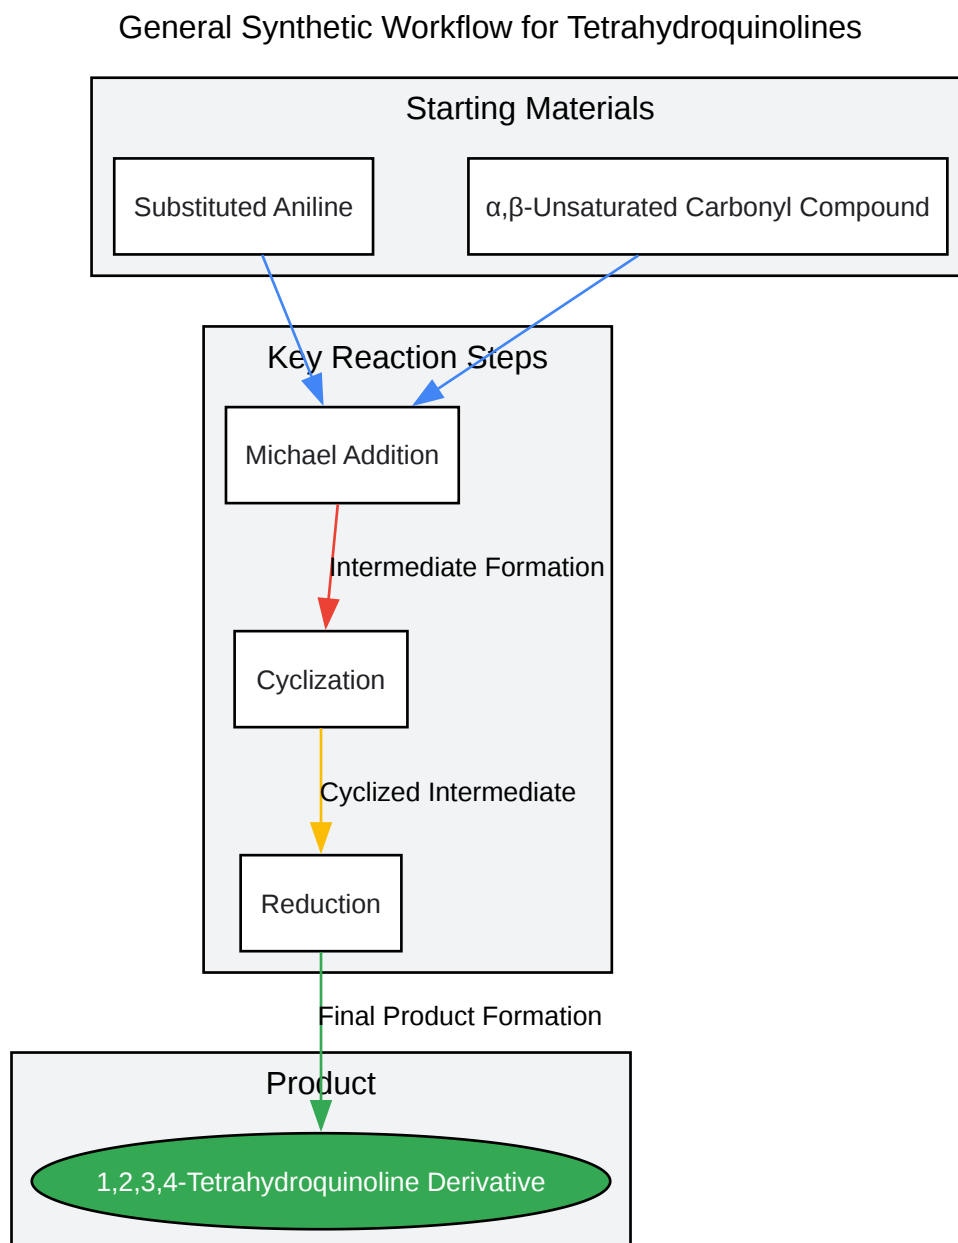 General Synthetic Workflow for Tetrahydroquinolines
Starting Materials
Substituted Aniline
α,β-Unsaturated Carbonyl Compound
Key Reaction Steps
Michael Addition
Intermediate Formation
Cyclization
Cyclized Intermediate
Reduction
Final Product Formation
Product
1,2,3,4-Tetrahydroquinoline Derivative